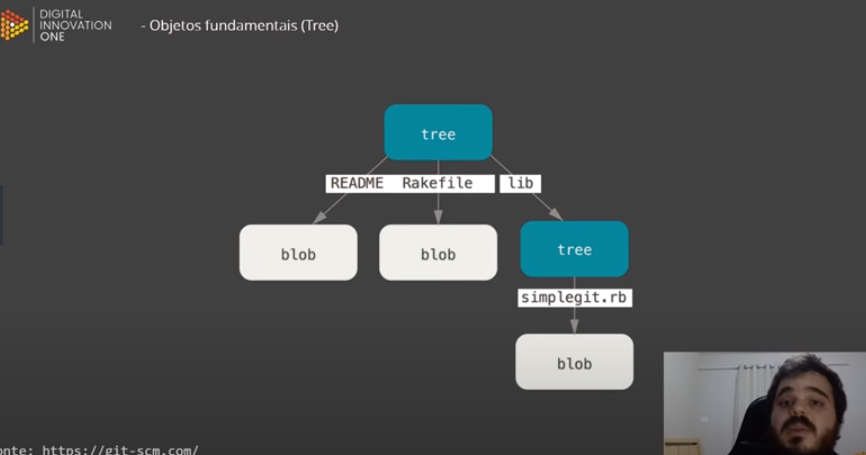 DIGITAL
INNOVATION
ONE
- Objetos fundamentais (Tree)
tree
README Rakefile lib
blob blob tree
simplegit.rb
blob
onte: https://git-scm.com/